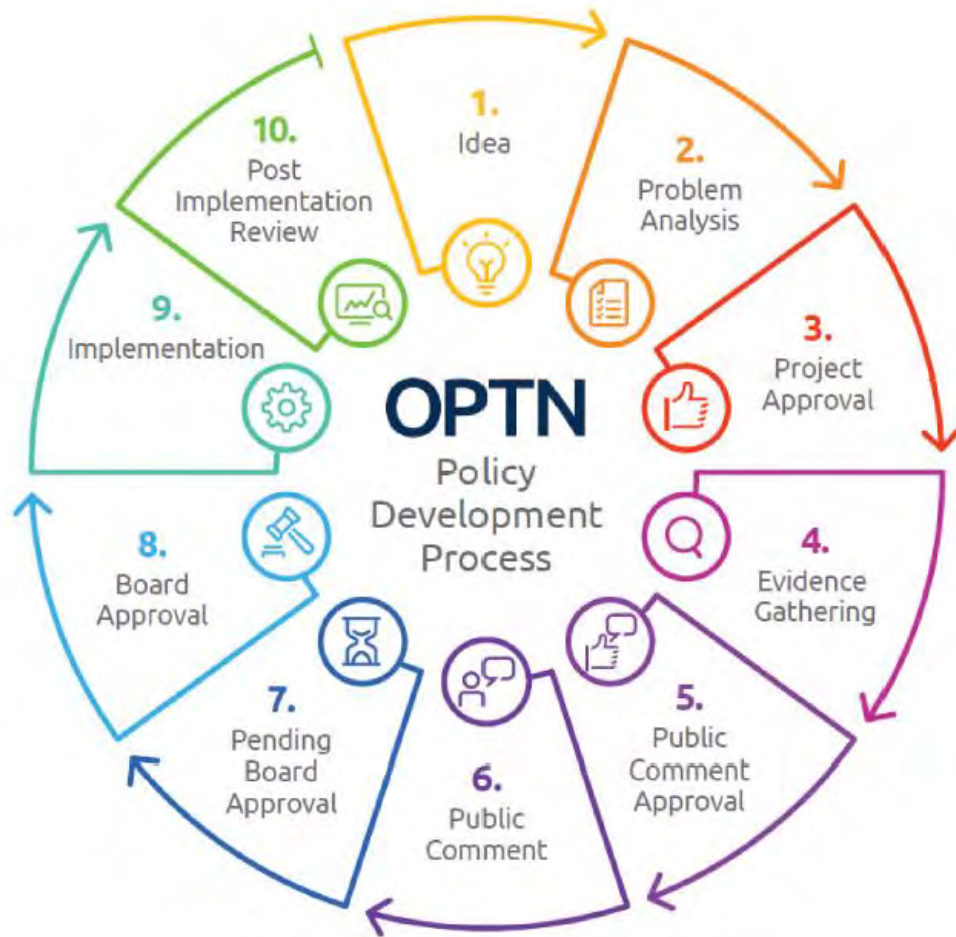 OPTN
Policy
Development
Process
1.
Idea
2.
Problem
Analysis
3.
Project
Approval
4.
Evidence
Gathering
5.
Public
Comment
Approval
6.
Public
Comment
7.
Pending
Board
Approval
8.
Board
Approval
9.
Implementation
10.
Post
Implementation
Review